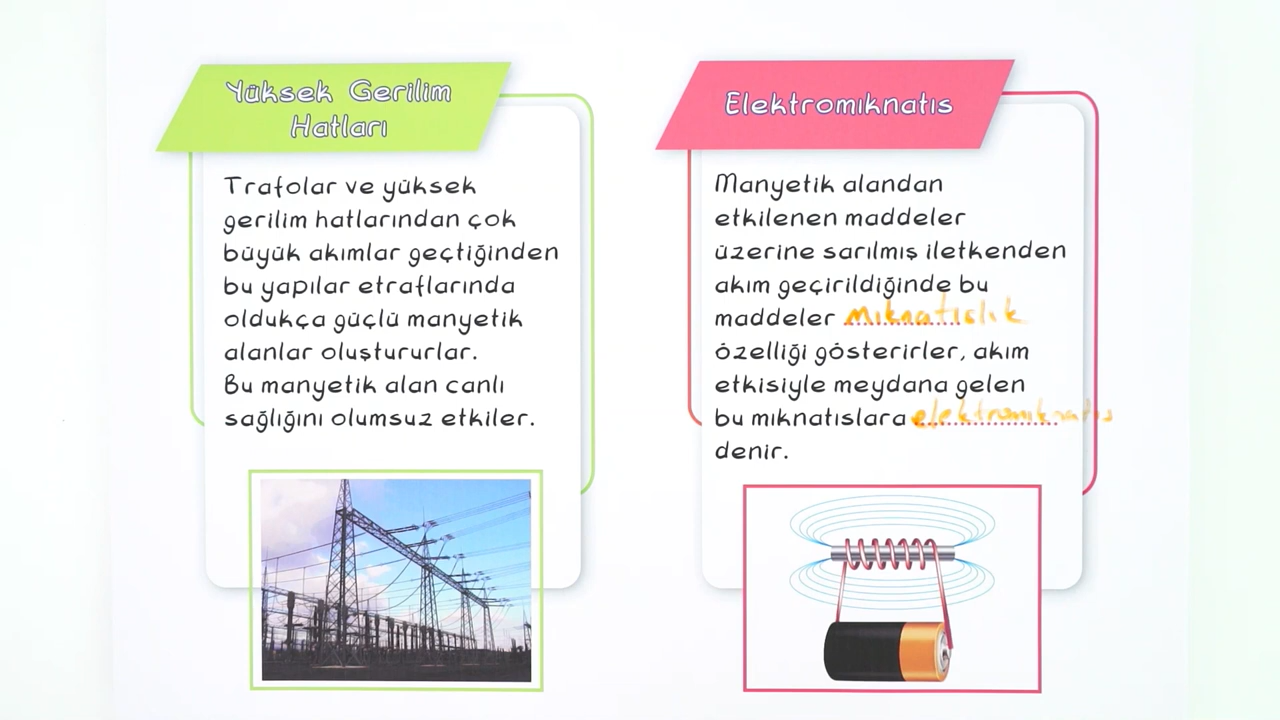 Yüksek Gerilim
Hatları
Trafolar ve yüksek
gerilim hatlarından çok
büyük akımlar geçtiğinden
bu yapılar etraflarında
oldukça güçlü manyetik
alanlar oluştururlar.
Bu manyetik alan canlı
sağlığını olumsuz etkiler.
Elektromıknatıs
Manyetik alandan
etkilenen maddeler
üzerine sarılmış iletkenden
akım geçirildiğinde bu
maddeler mıknatıslık
özelliği gösterirler, akım
etkisiyle meydana gelen
bu mıknatıslara elektromıknatıs
denir.